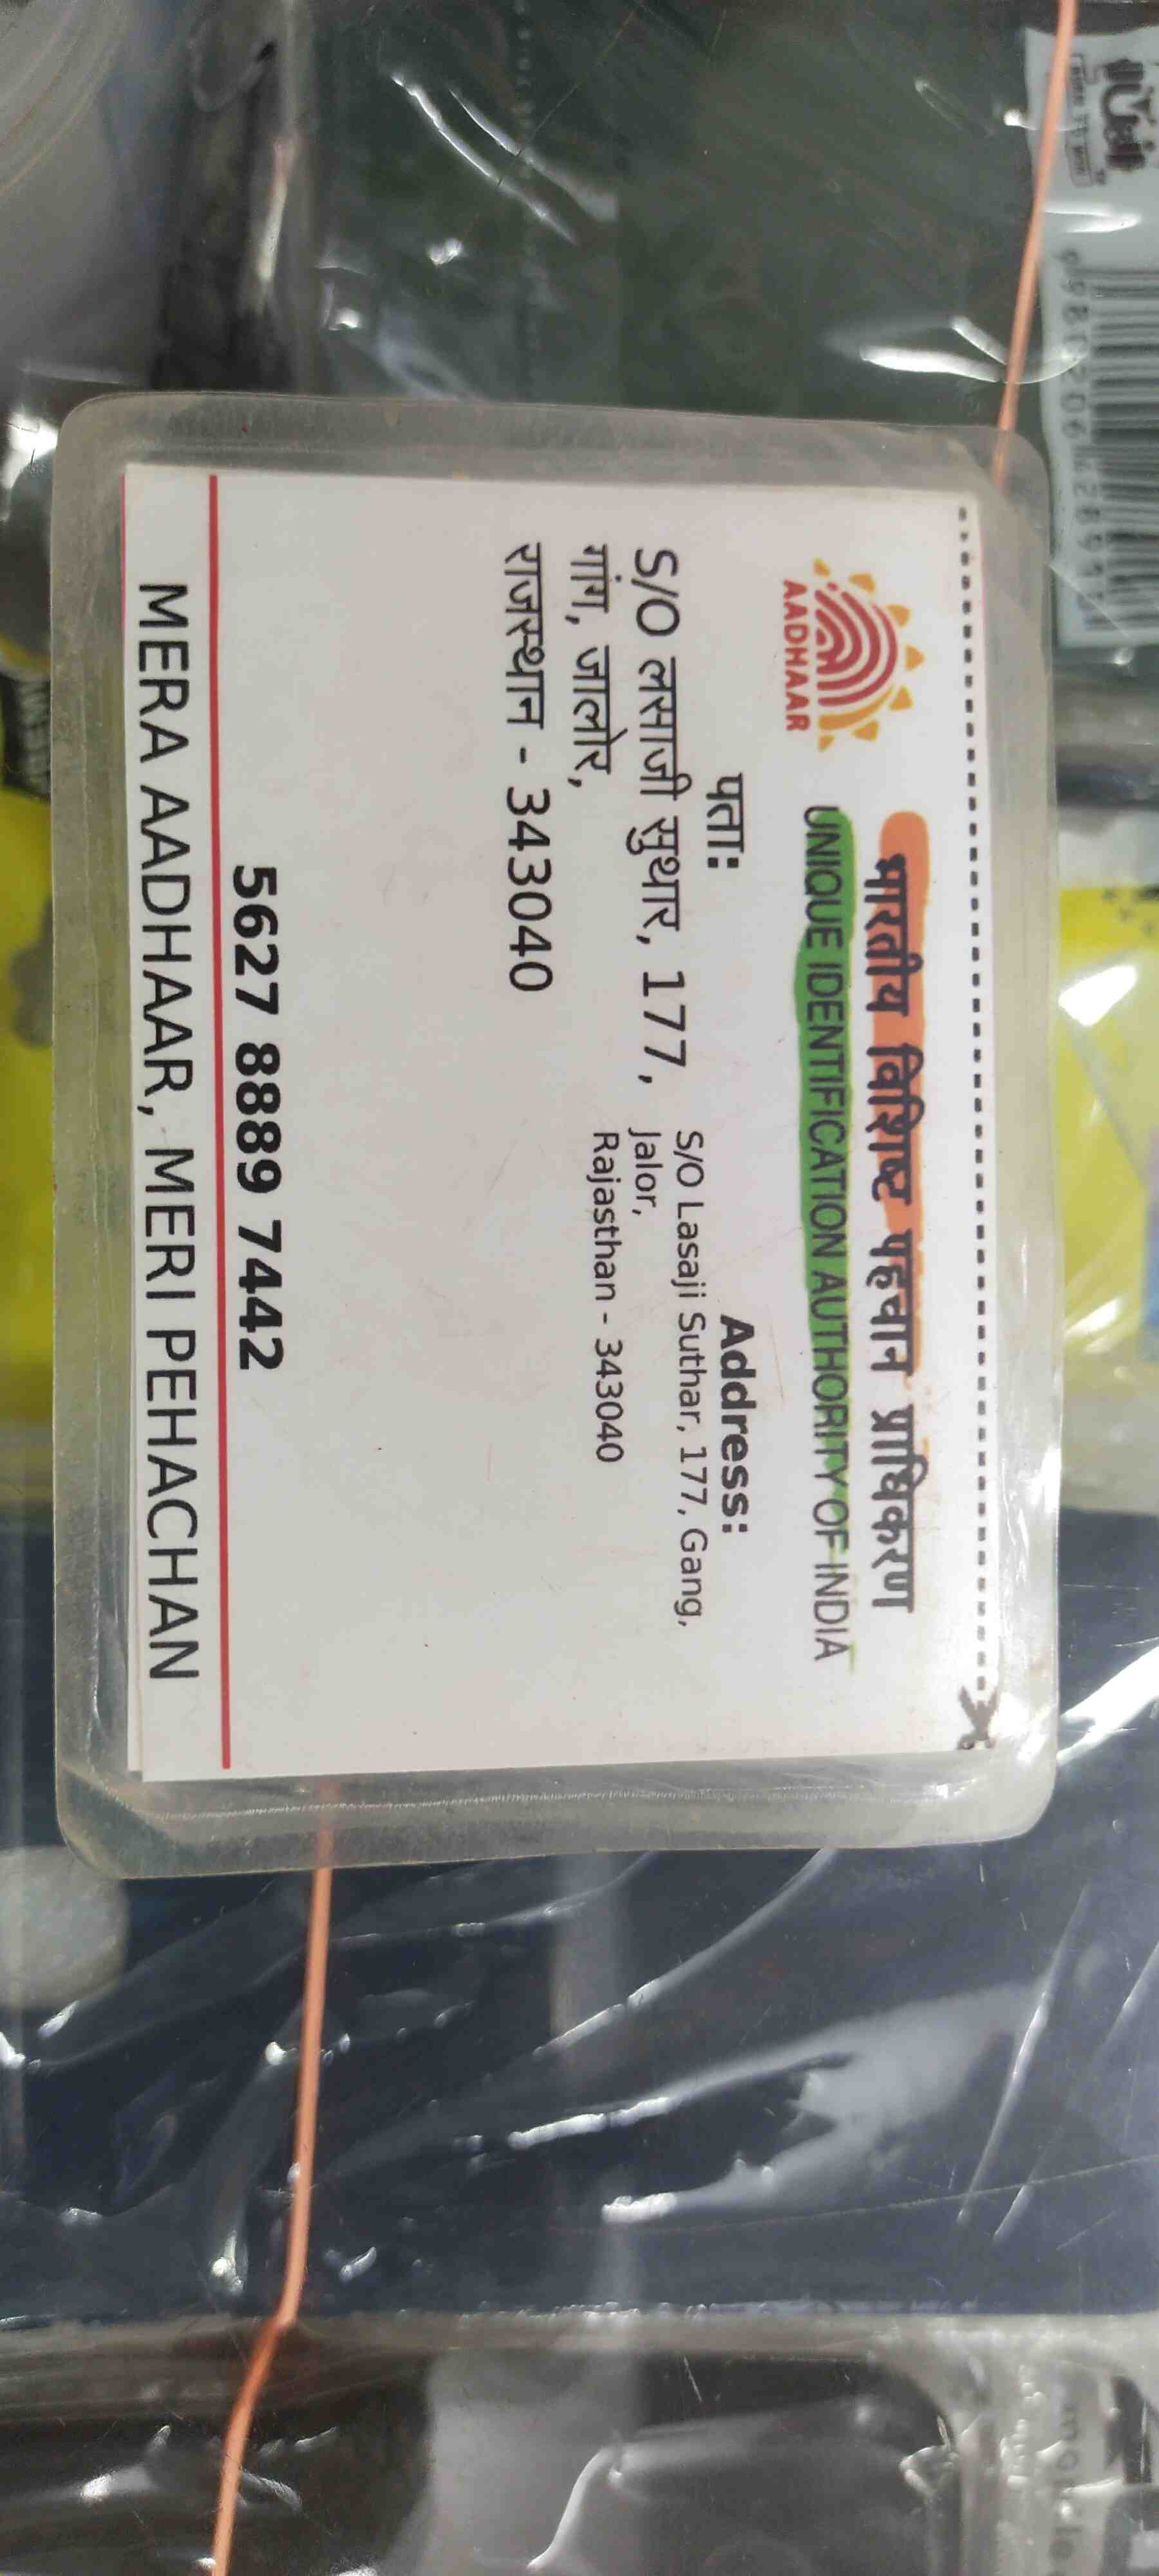 भारतीय विशिष्ट पहचान प्राधिकरण
UNIQUE IDENTIFICATION AUTHORITY OF INDIA
AADHAAR
पता:
S/O लसाजी सुथार, 177,
गांग, जालोर,
राजस्थान - 343040
Address:
S/O Lasaji Suthar, 177, Gang,
Jalor,
Rajasthan - 343040
5627 8889 7442
MERA AADHAAR, MERI PEHACHAN